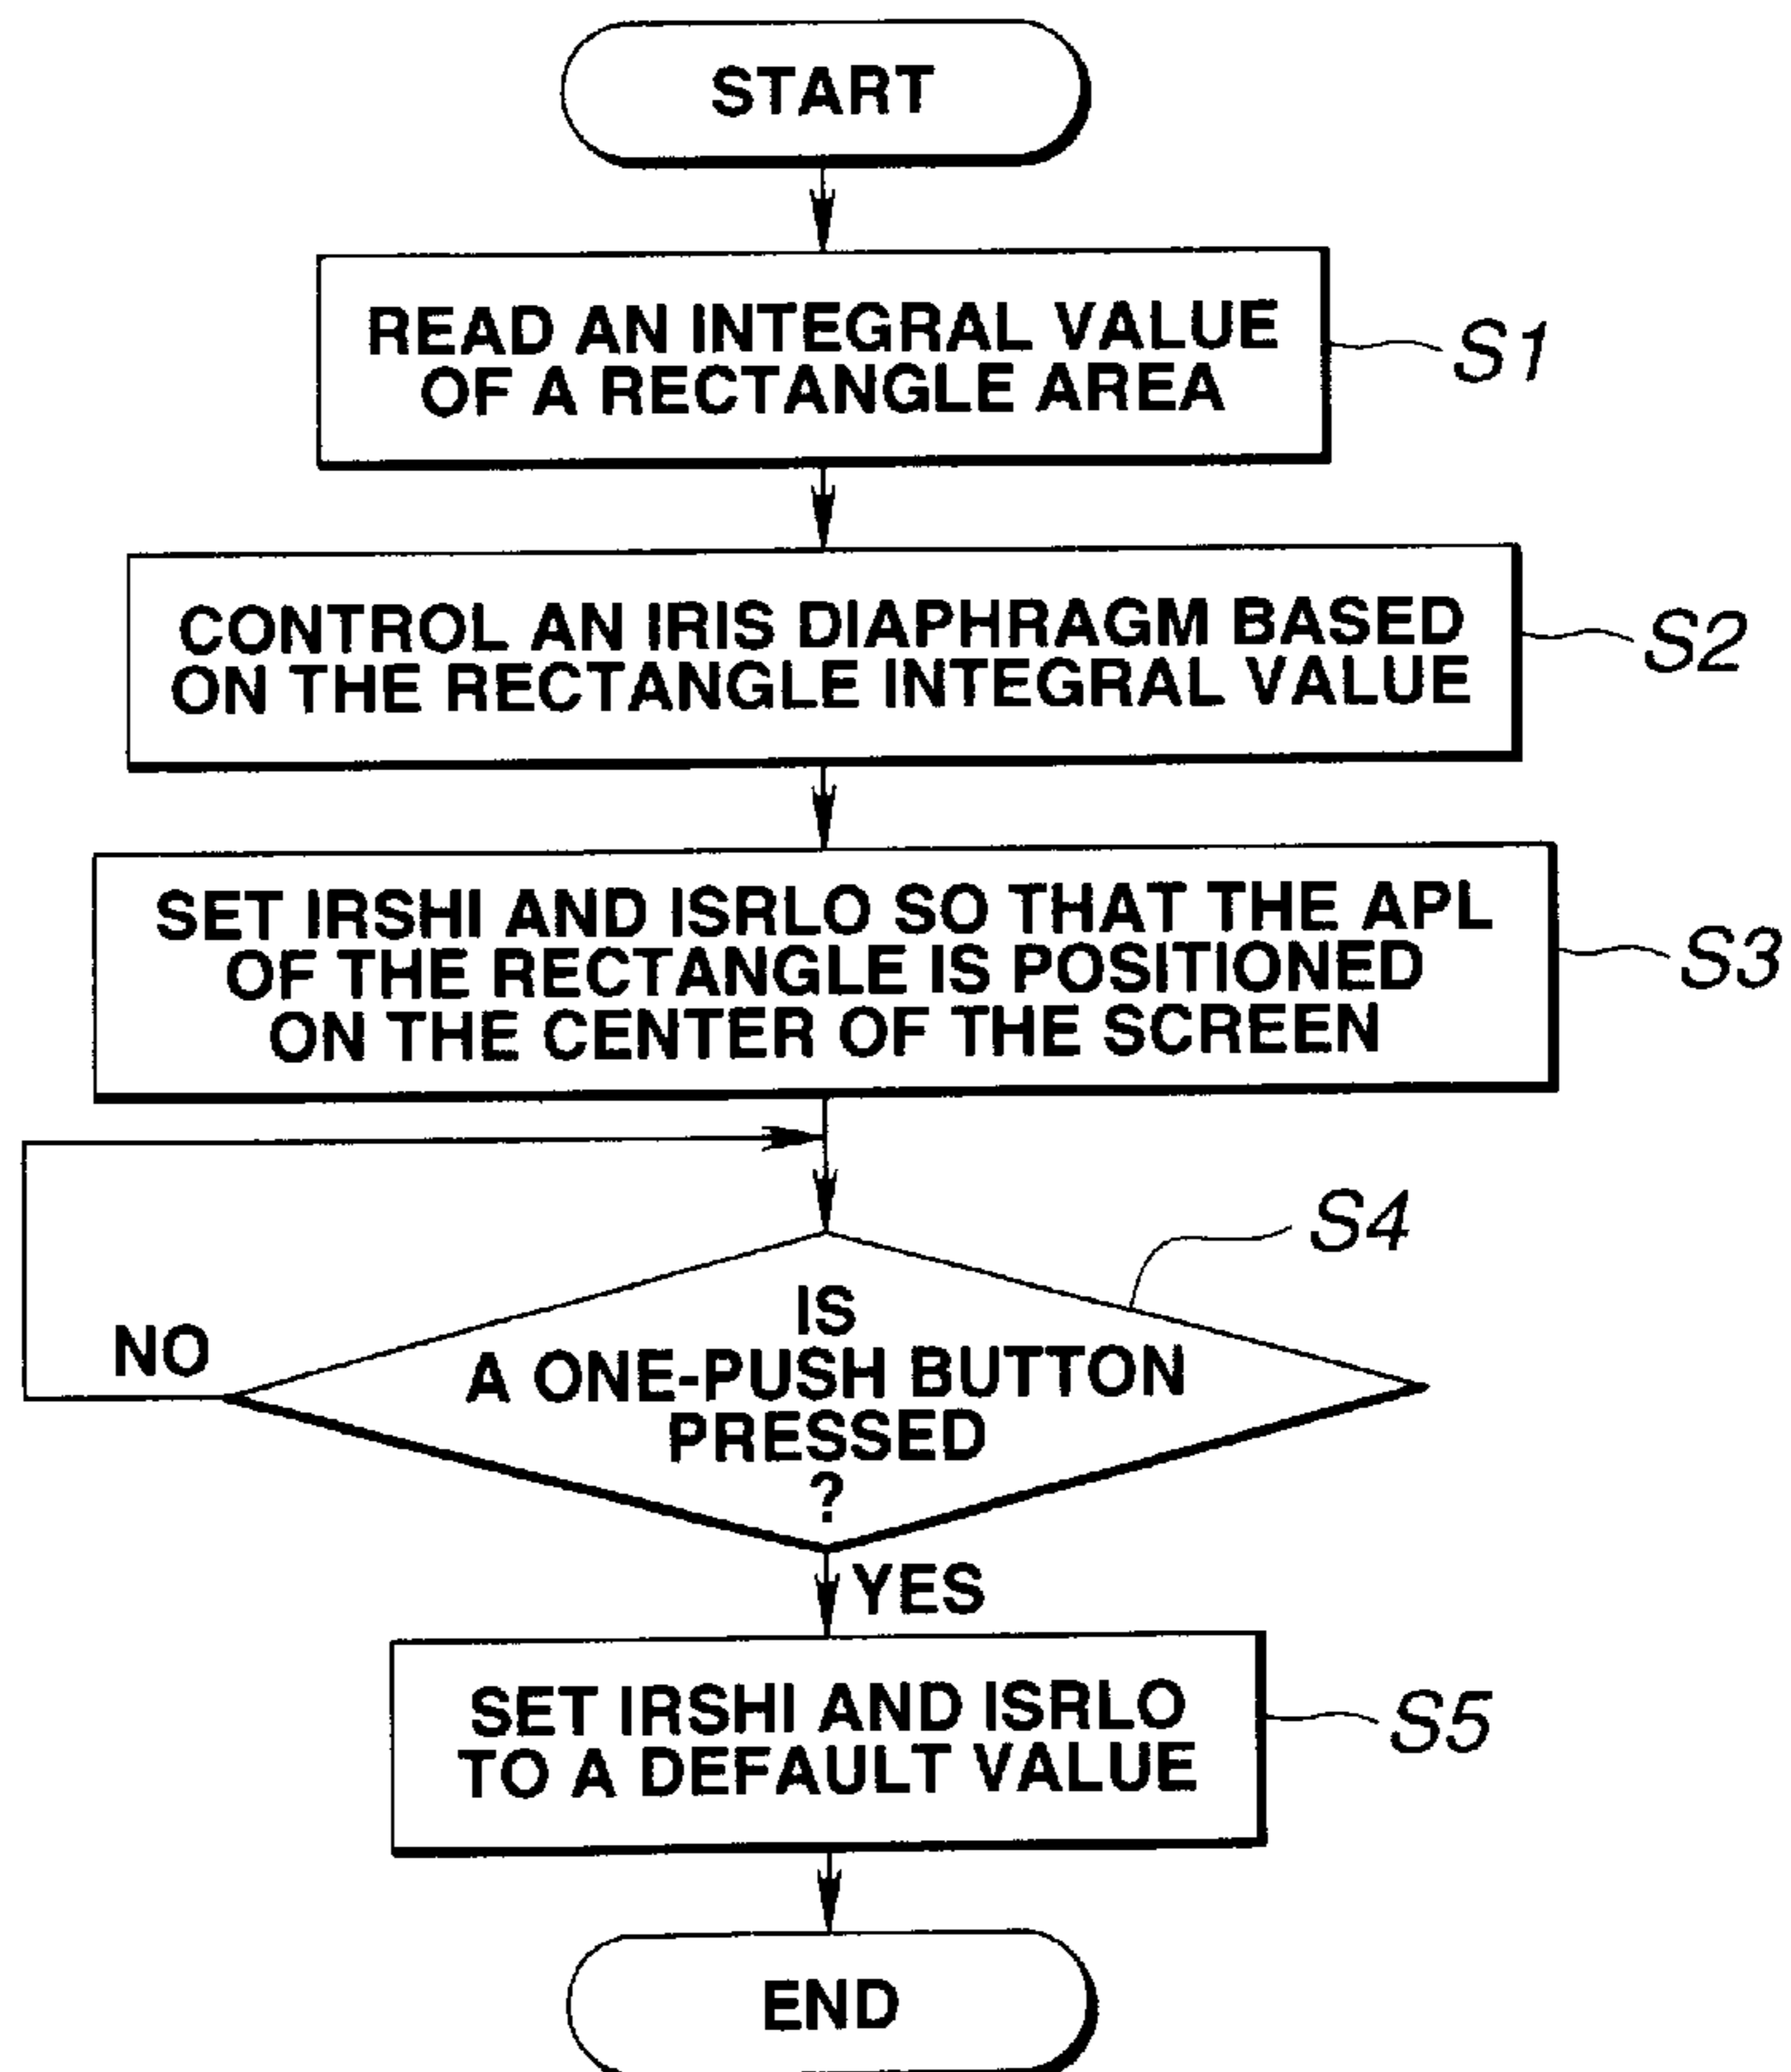 START
READ AN INTEGRAL VALUE
OF A RECTANGLE AREA
S1
CONTROL AN IRIS DIAPHRAGM BASED
ON THE RECTANGLE INTEGRAL VALUE
S2
SET IRSHI AND ISRLO SO THAT THE APL
OF THE RECTANGLE IS POSITIONED
ON THE CENTER OF THE SCREEN
S3
S4
IS
A ONE-PUSH BUTTON
PRESSED
?
NO
YES
SET IRSHI AND ISRLO
TO A DEFAULT VALUE
S5
END